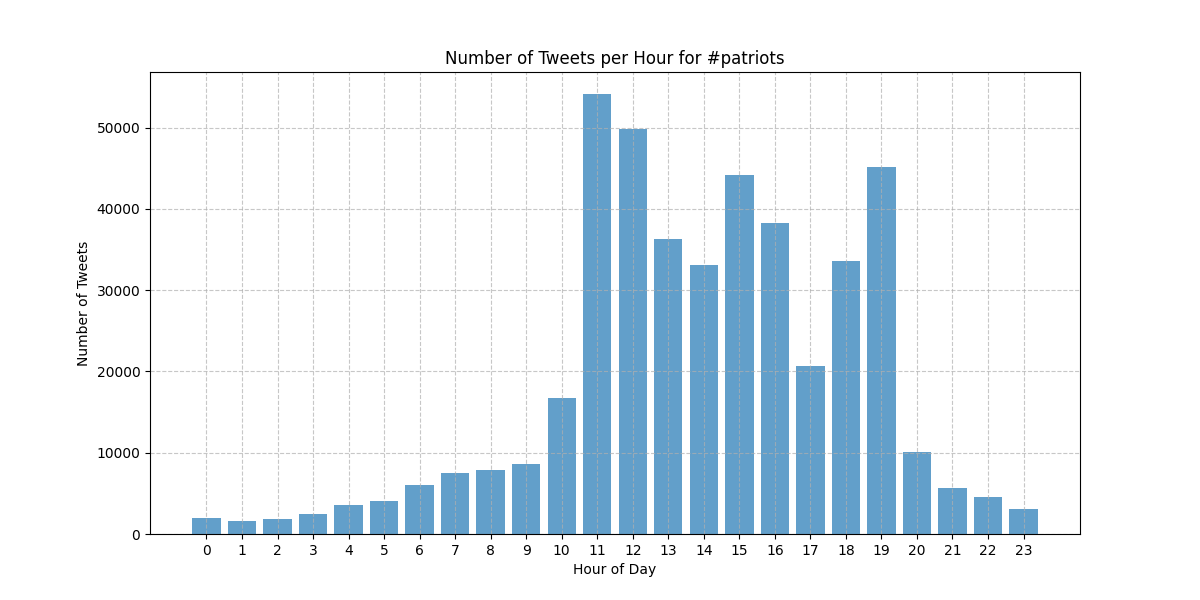 Number of Tweets per Hour for #patriots
Number of Tweets
50000
40000
30000
20000
10000
0
0 1 2 3 4 5 6 7 8 9 10 11 12 13 14 15 16 17 18 19 20 21 22 23
Hour of Day